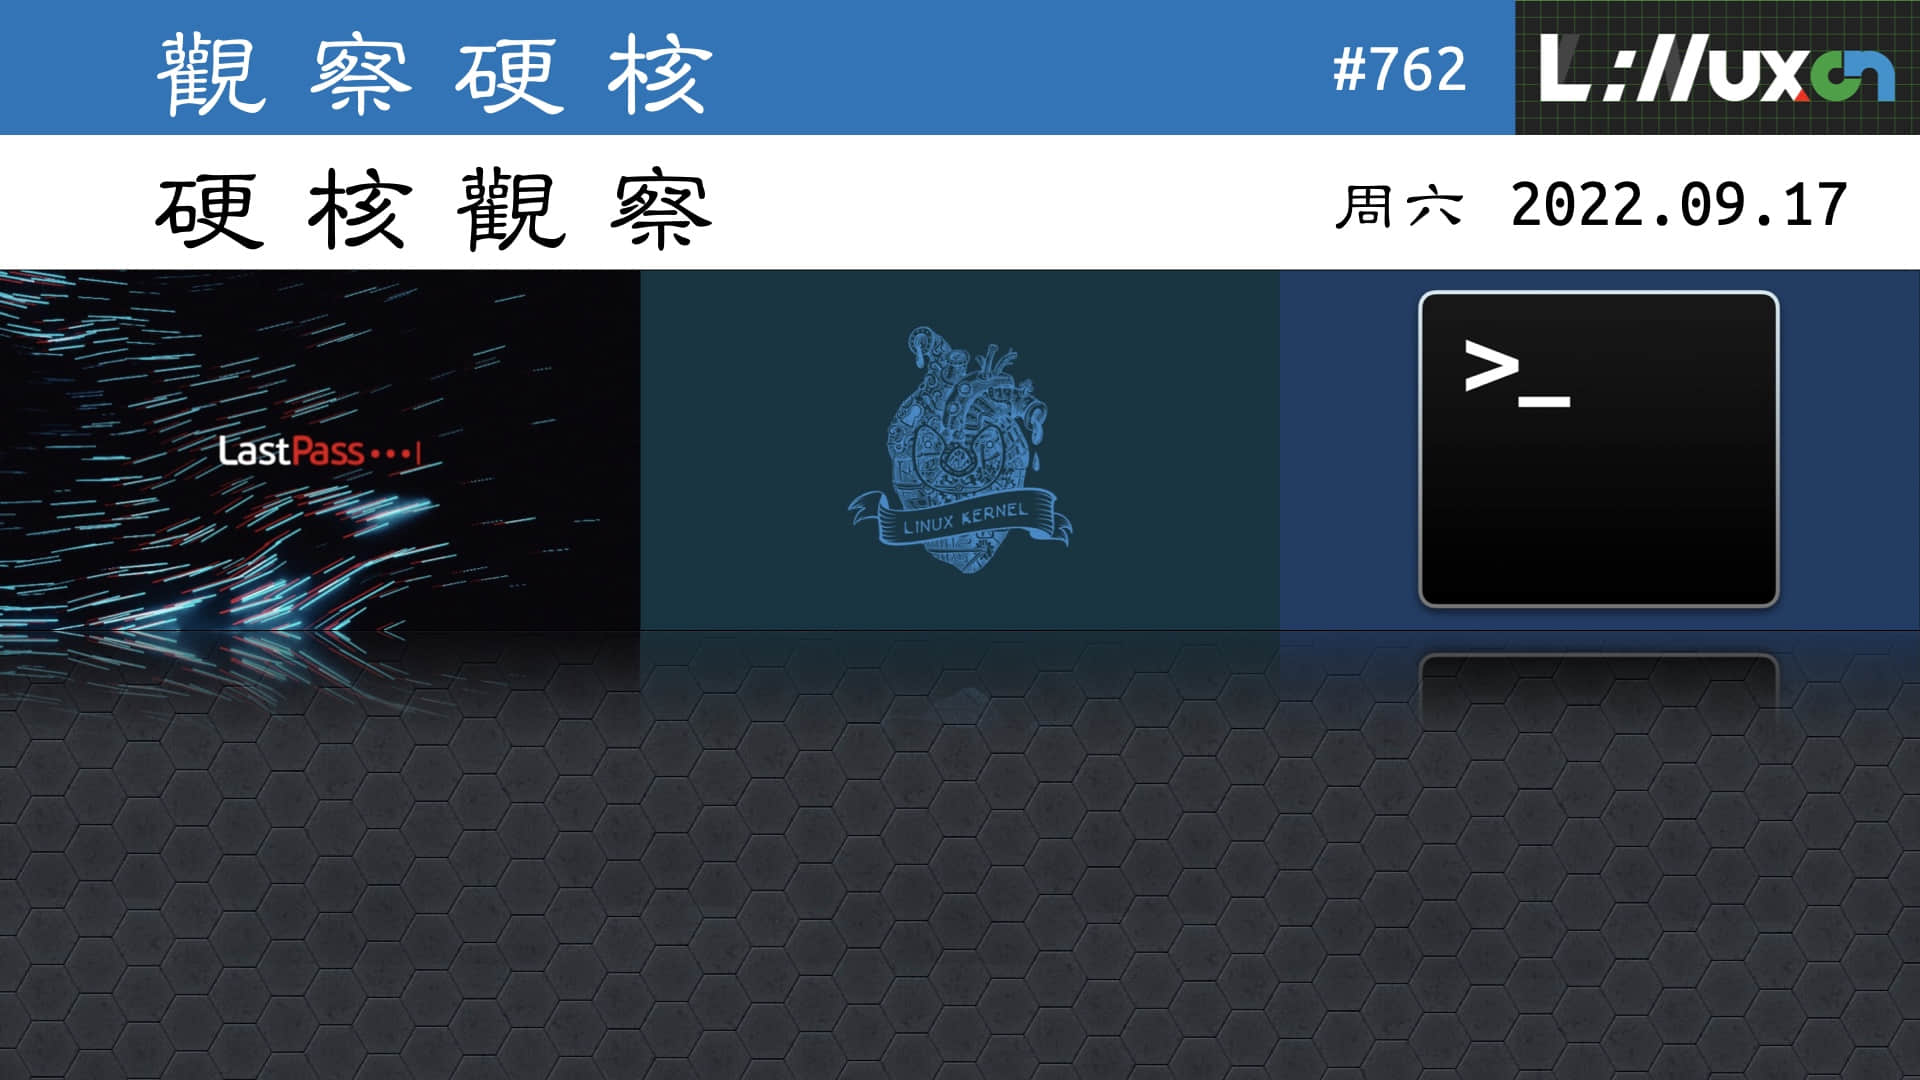 觀察硬核
#762
L://uxcn
硬核觀察
周六 2022.09.17
LastPass
LINUX KERNEL
>_